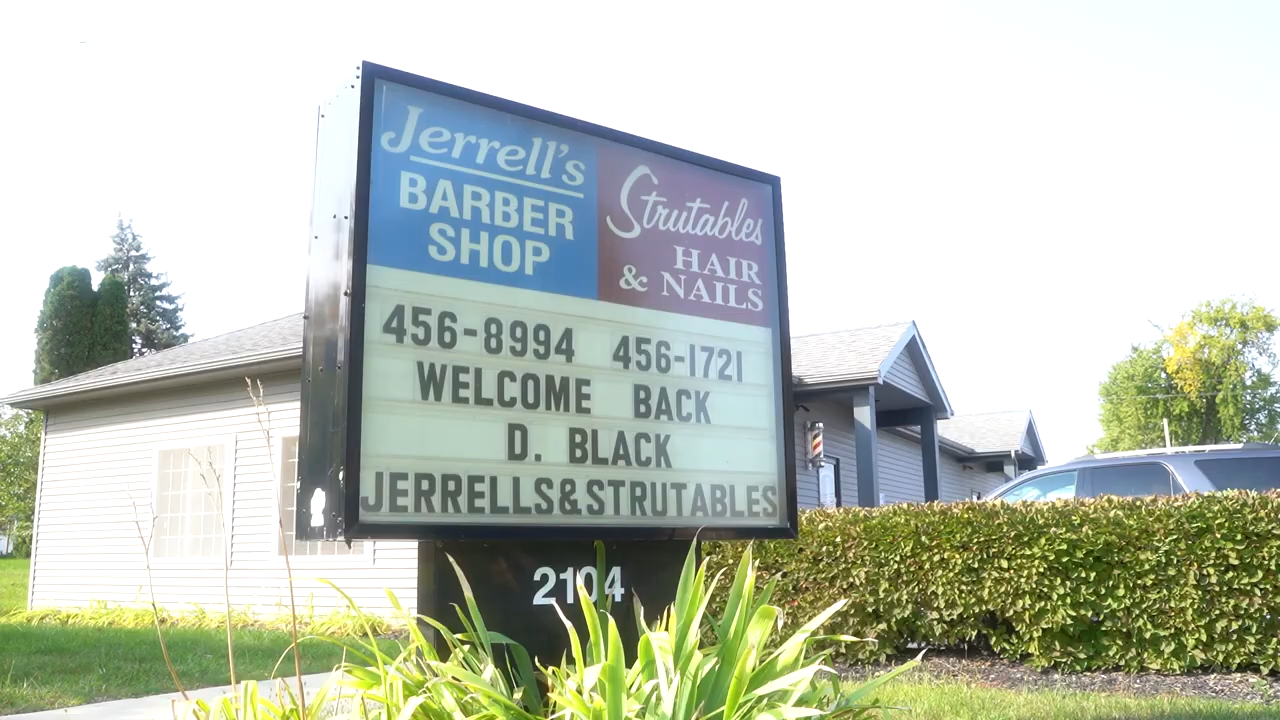 Jerrell's
BARBER
SHOP
Strutables
HAIR
& NAILS
456-8994 456-1721
WELCOME BACK
D. BLACK
JERRELLS&STRUTABLES
2104